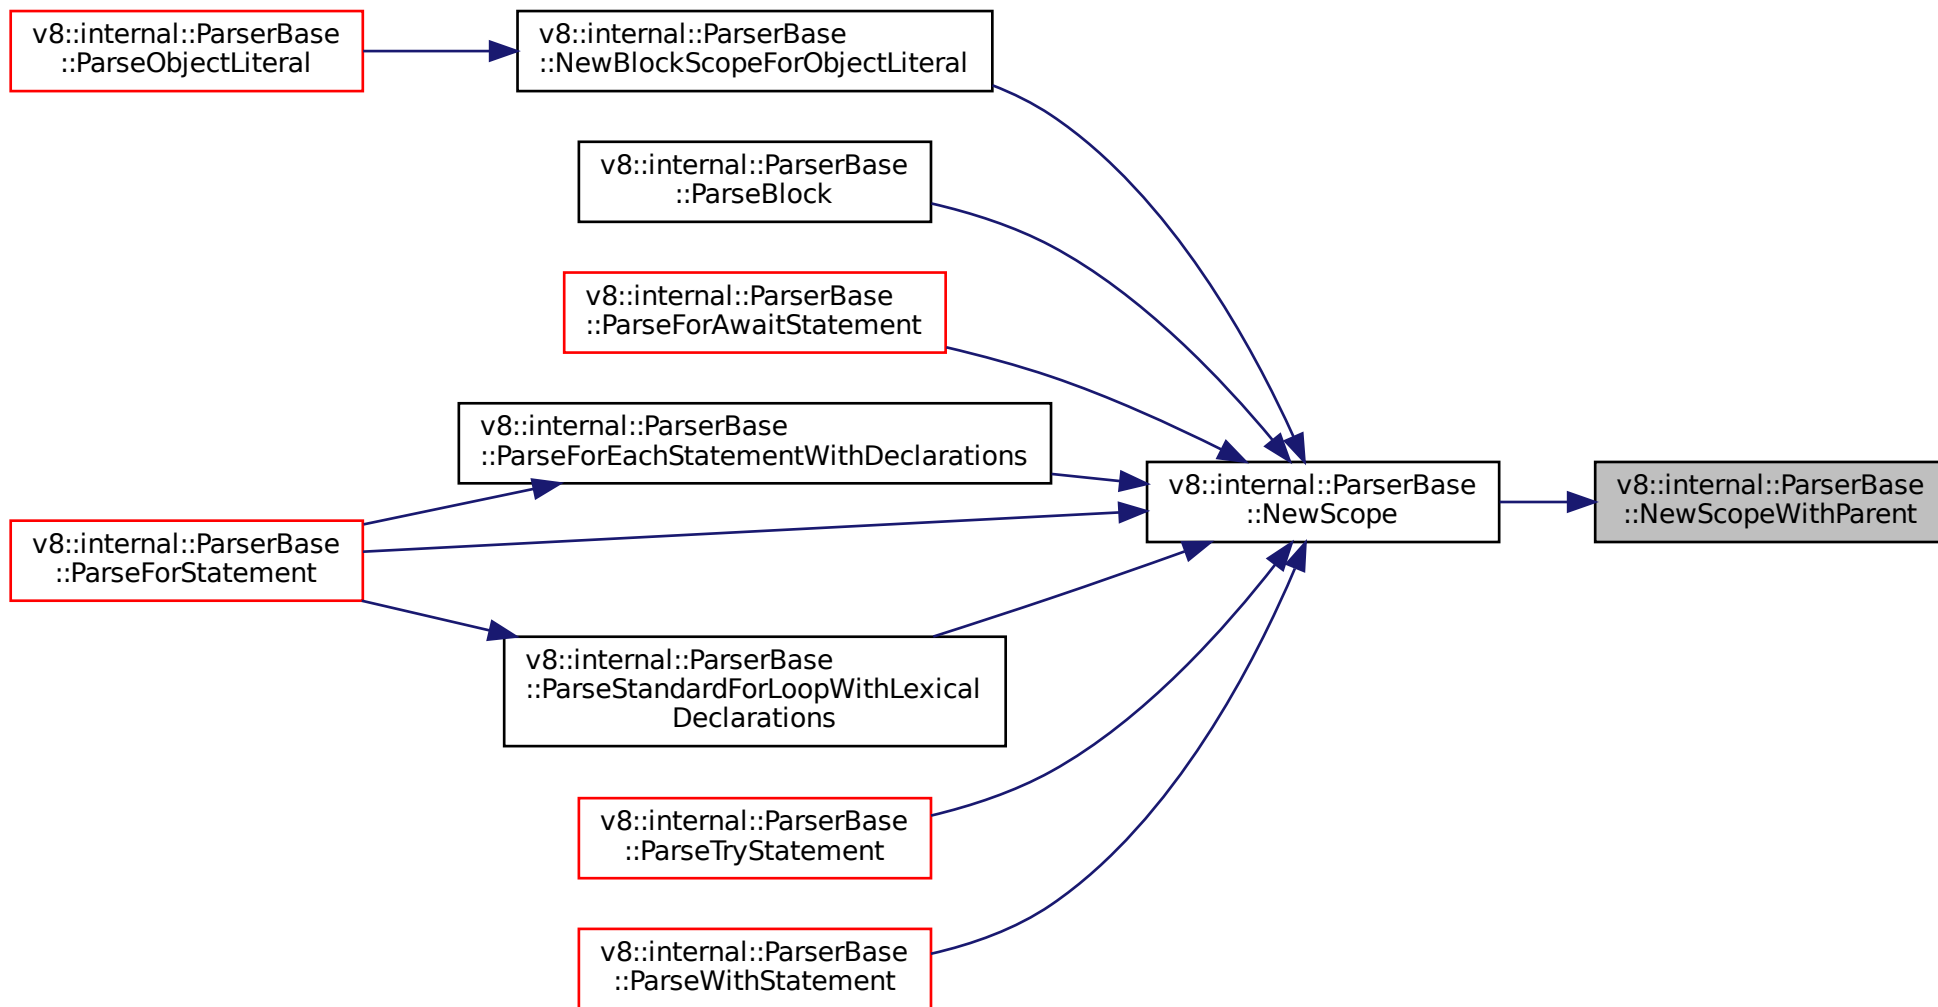 v8::internal::ParserBase
::ParseObjectLiteral
v8::internal::ParserBase
::NewBlockScopeForObjectLiteral
v8::internal::ParserBase
::ParseBlock
v8::internal::ParserBase
::ParseForAwaitStatement
v8::internal::ParserBase
::ParseForEachStatementWithDeclarations
v8::internal::ParserBase
::NewScope
v8::internal::ParserBase
::NewScopeWithParent
v8::internal::ParserBase
::ParseForStatement
v8::internal::ParserBase
::ParseStandardForLoopWithLexical
Declarations
v8::internal::ParserBase
::ParseTryStatement
v8::internal::ParserBase
::ParseWithStatement